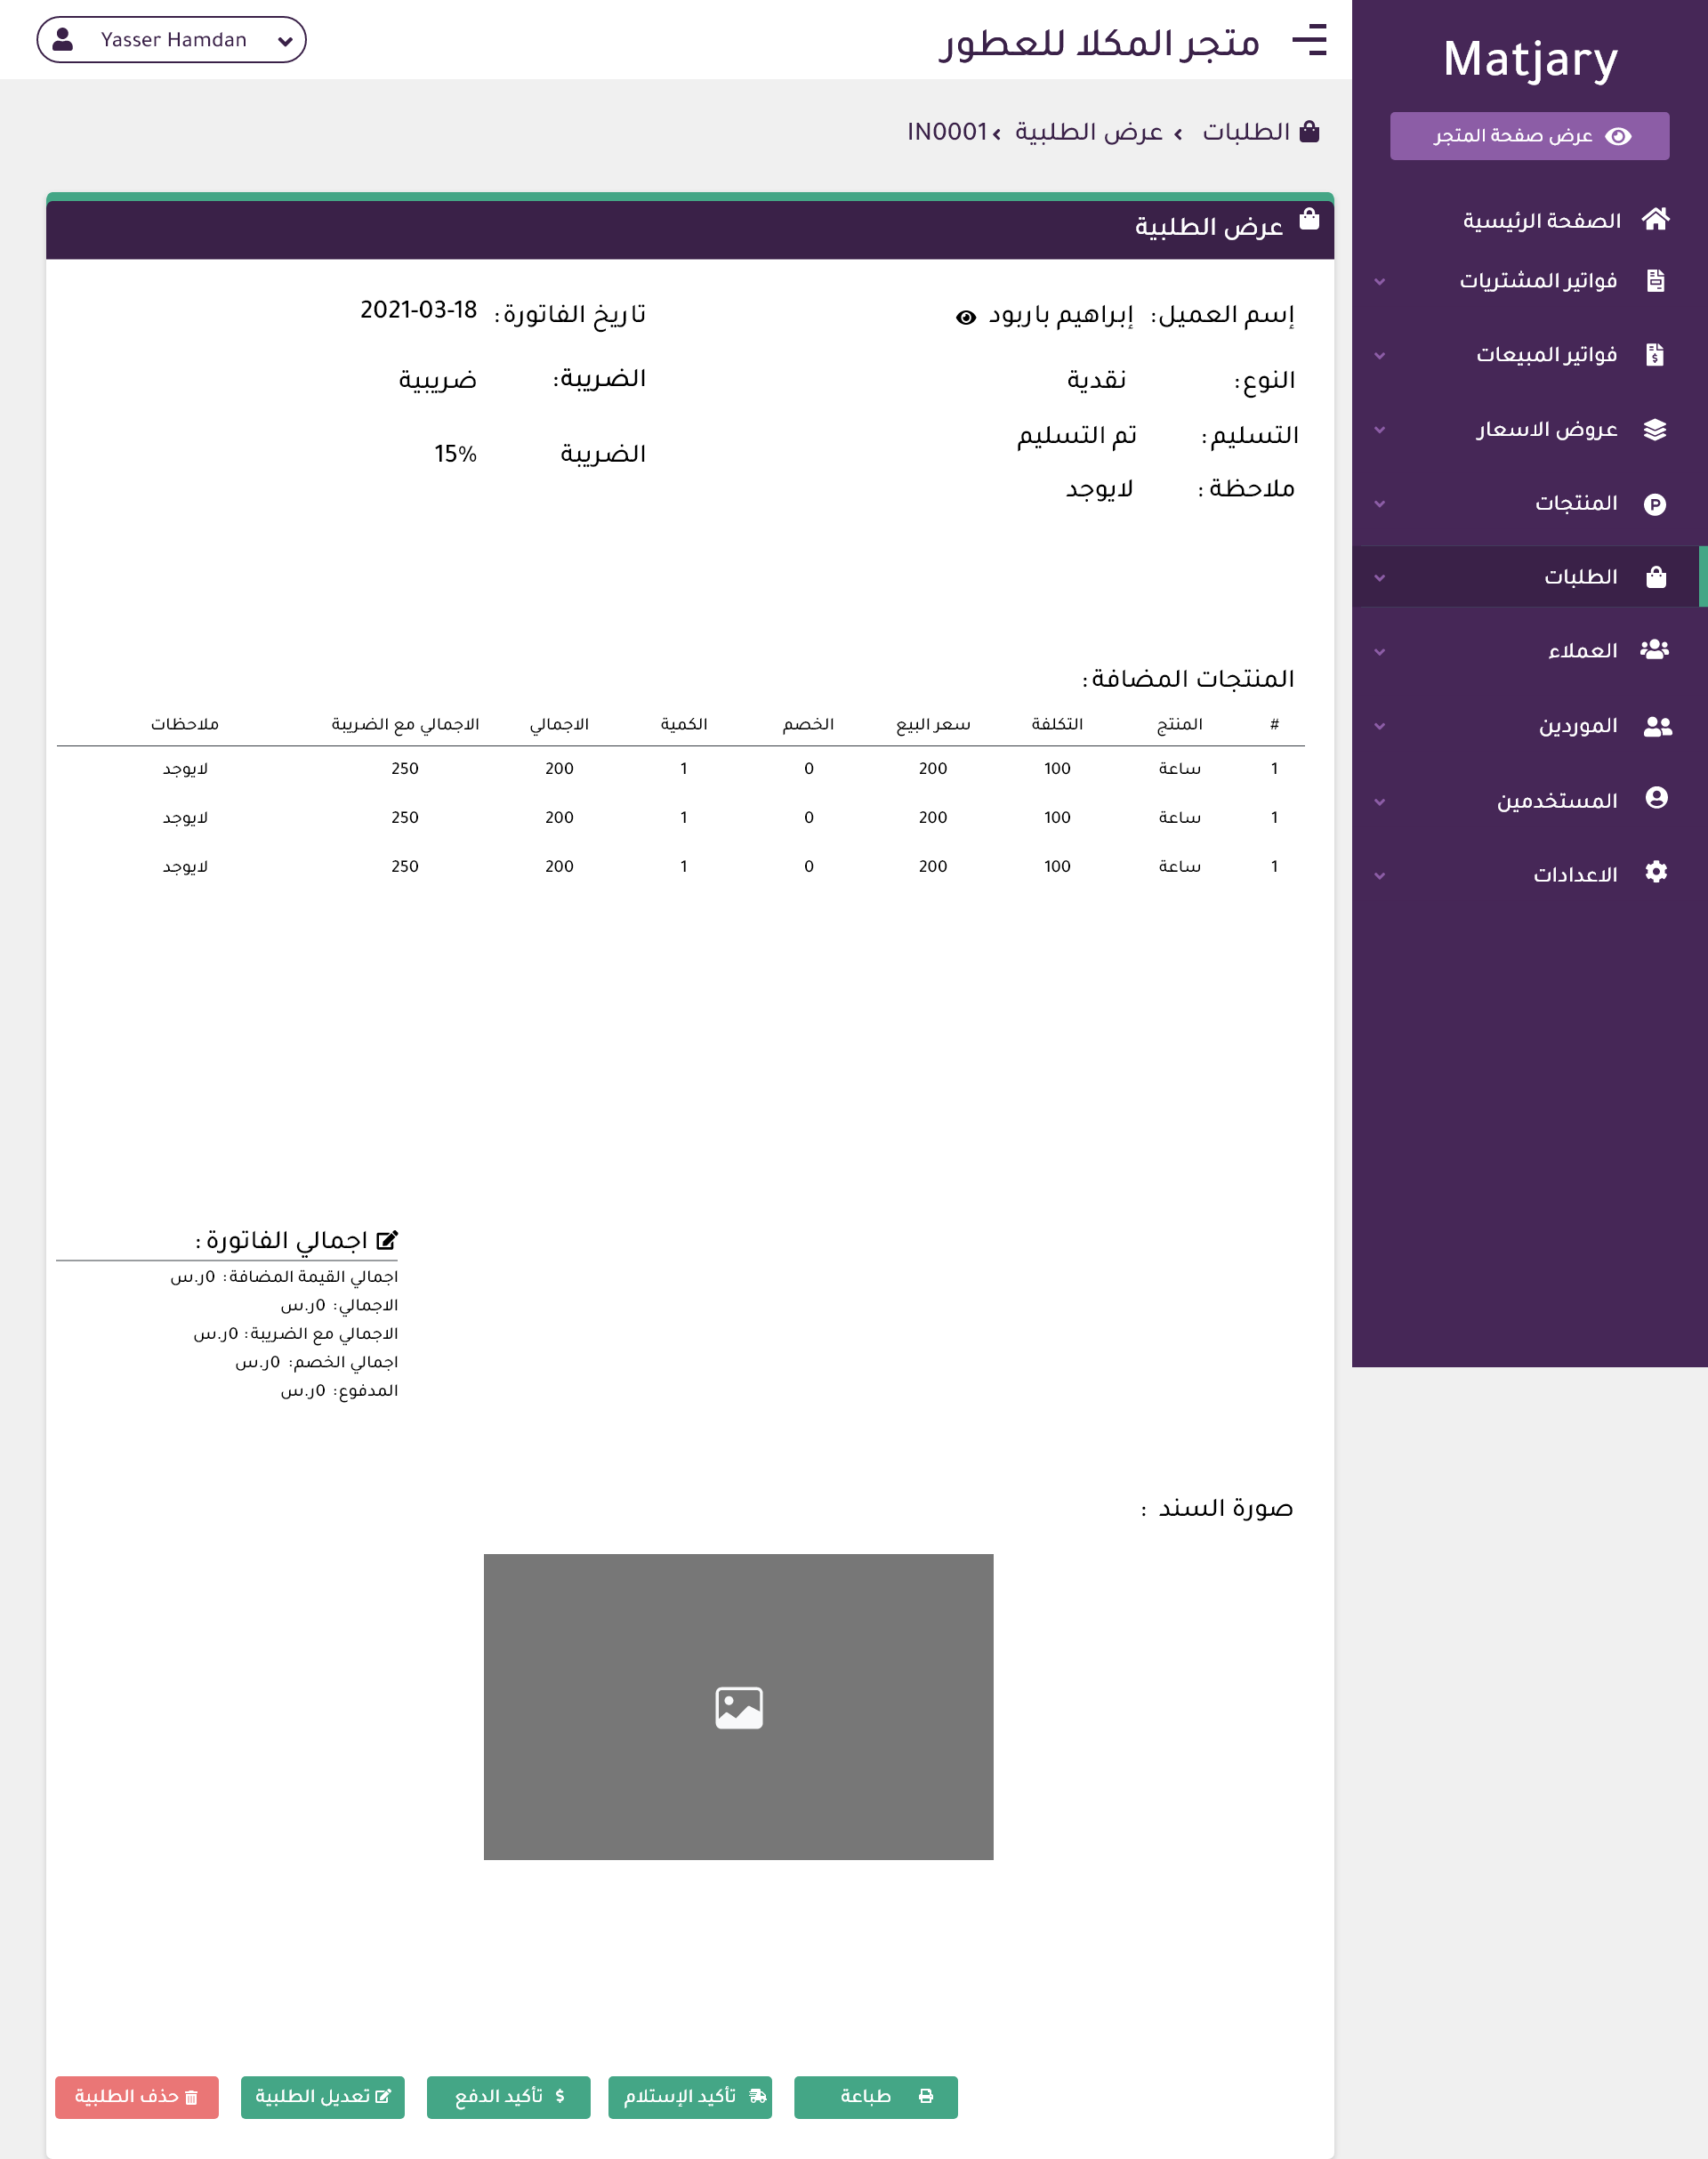 Matjary
عرض صفحة المتجر
الصفحة الرئيسية
فواتير المشتريات
فواتير المبيعات
عروض الاسعار
المنتجات
الطلبات
العملاء
الموردين
المستخدمين
الاعدادات
متجر المكلا للعطور
Yasser Hamdan
الطلبات › عرض الطلبية › IN0001
عرض الطلبية
إسم العميل: إبراهيم باربود
تاريخ الفاتورة: 2021-03-18
النوع: نقدية
الضريبة: ضريبية
التسليم: تم التسليم
الضريبة 15%
ملاحظة : لايوجد
المنتجات المضافة:
# المنتج التكلفة سعر البيع الخصم الكمية الاجمالي الاجمالي مع الضريبة ملاحظات
1 ساعة 100 200 0 1 200 250 لايوجد
1 ساعة 100 200 0 1 200 250 لايوجد
1 ساعة 100 200 0 1 200 250 لايوجد
اجمالي الفاتورة :
اجمالي القيمة المضافة: 0ر.س
الاجمالي: 0ر.س
الاجمالي مع الضريبة: 0ر.س
اجمالي الخصم: 0ر.س
المدفوع: 0ر.س
صورة السند :
طباعة
تأكيد الإستلام
$ تأكيد الدفع
تعديل الطلبية
حذف الطلبية